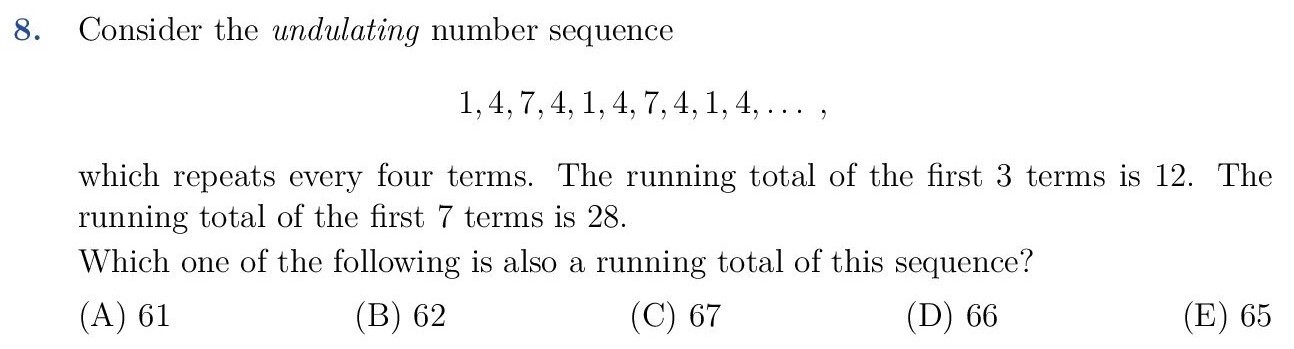 8. Consider the undulating number sequence
1, 4, 7, 4, 1, 4, 7, 4, 1, 4, ... ,
which repeats every four terms. The running total of the first 3 terms is 12. The
running total of the first 7 terms is 28.
Which one of the following is also a running total of this sequence?
(A) 61 (B) 62 (C) 67 (D) 66 (E) 65